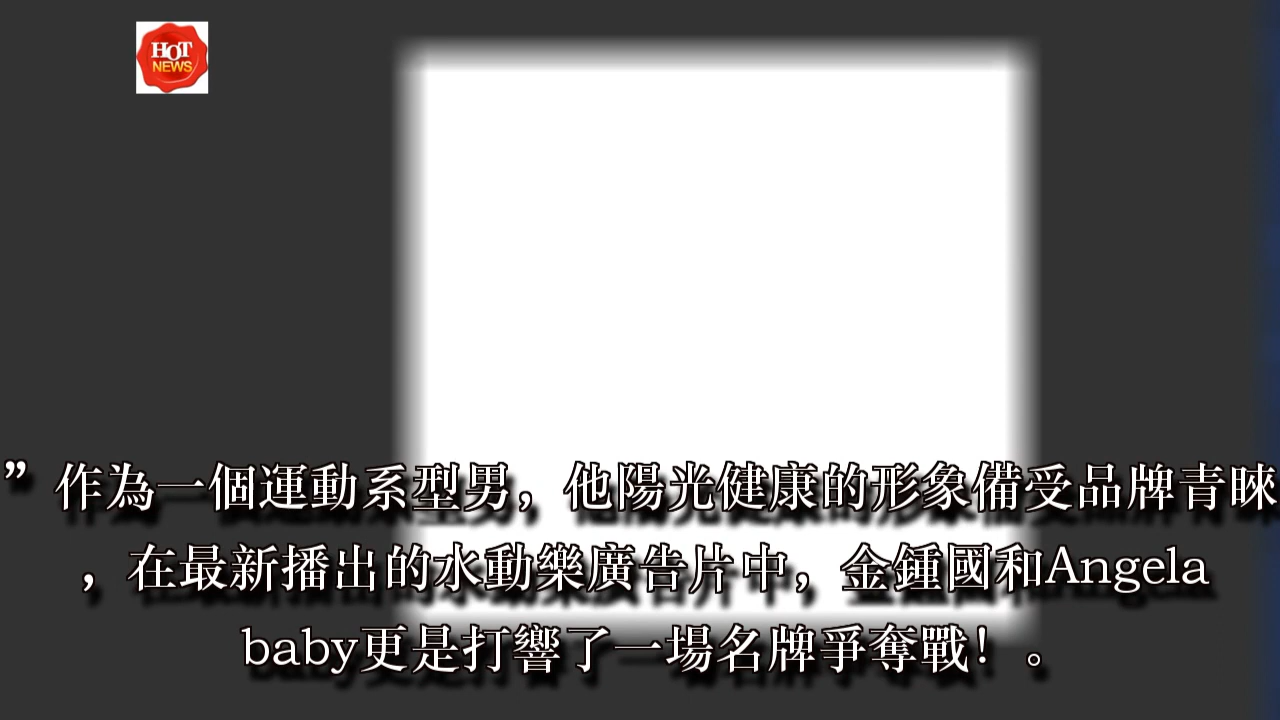 HOT
NEWS
”作為一個運動系型男，他陽光健康的形象備受品牌青睞
，在最新播出的水動樂廣告片中，金鍾國和Angela
baby更是打響了一場名牌爭奪戰！。